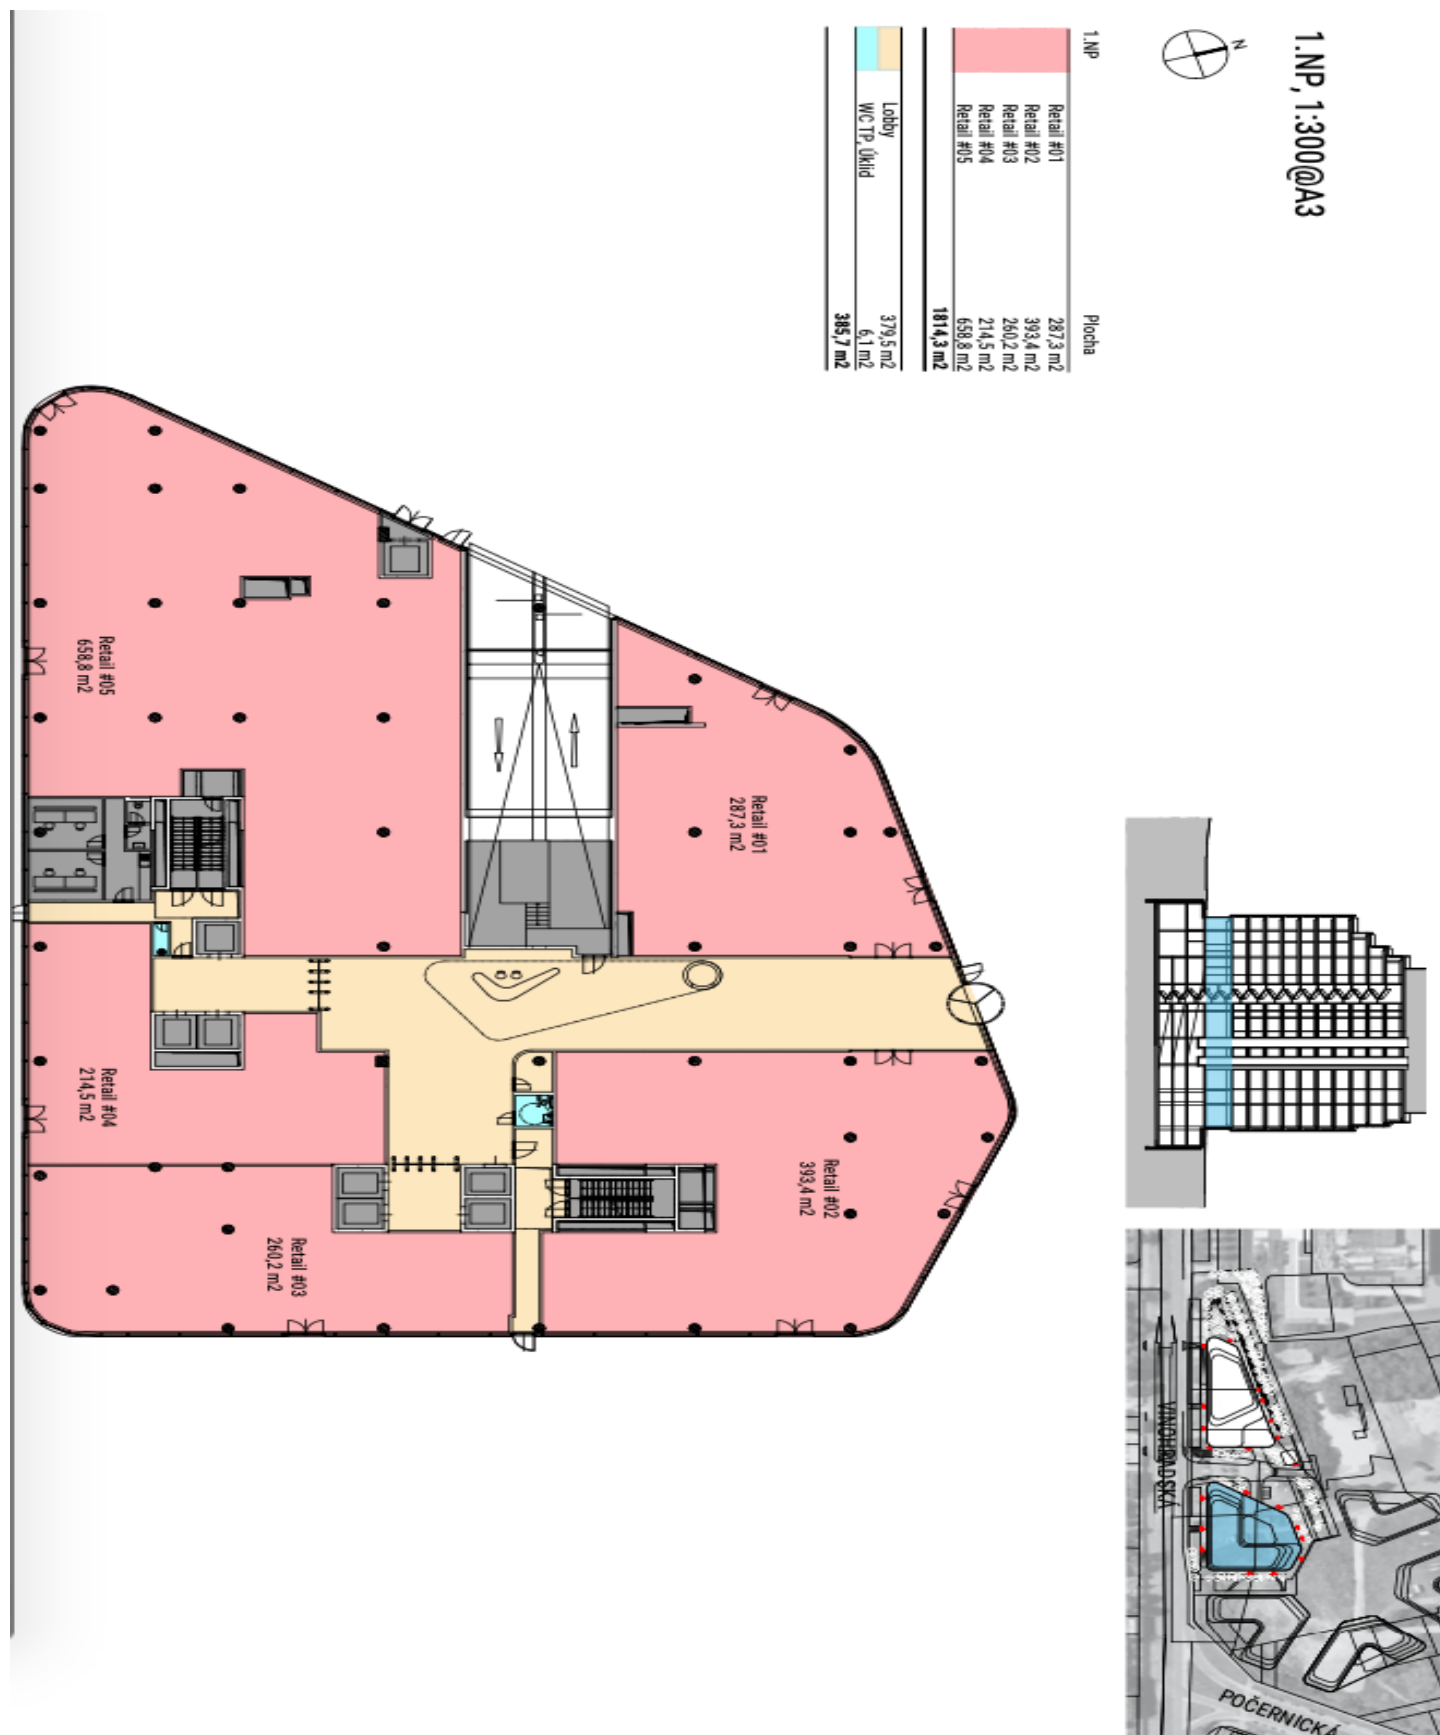 1.NP, 1:300@A3
N
1.NP Plocha
Retail #01 287,3 m2
Retail #02 393,4 m2
Retail #03 260,2 m2
Retail #04 214,5 m2
Retail #05 658,8 m2
1814,3 m2
Lobby 379,5 m2
WC TP, Úklid 6,1 m2
385,7 m2
Retail #01
287,3 m2
Retail #05
658,8 m2
Retail #04
214,5 m2
Retail #02
393,4 m2
Retail #03
260,2 m2
VINOHRADSKÁ
POČERNICKÁ